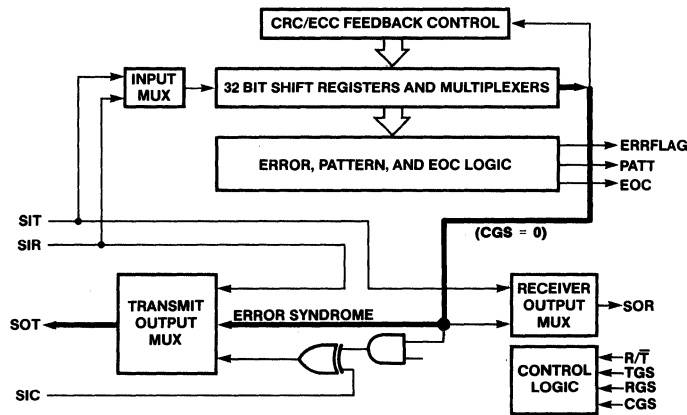 CRC/ECC FEEDBACK CONTROL
INPUT
MUX
32 BIT SHIFT REGISTERS AND MULTIPLEXERS
ERROR, PATTERN, AND EOC LOGIC
ERRFLAG
PATT
EOC
SIT
SIR
(CGS = 0)
TRANSMIT
OUTPUT
MUX
ERROR SYNDROME
RECEIVER
OUTPUT
MUX
SOR
SOT
SIC
CONTROL
LOGIC
R/T̅
TGS
RGS
CGS